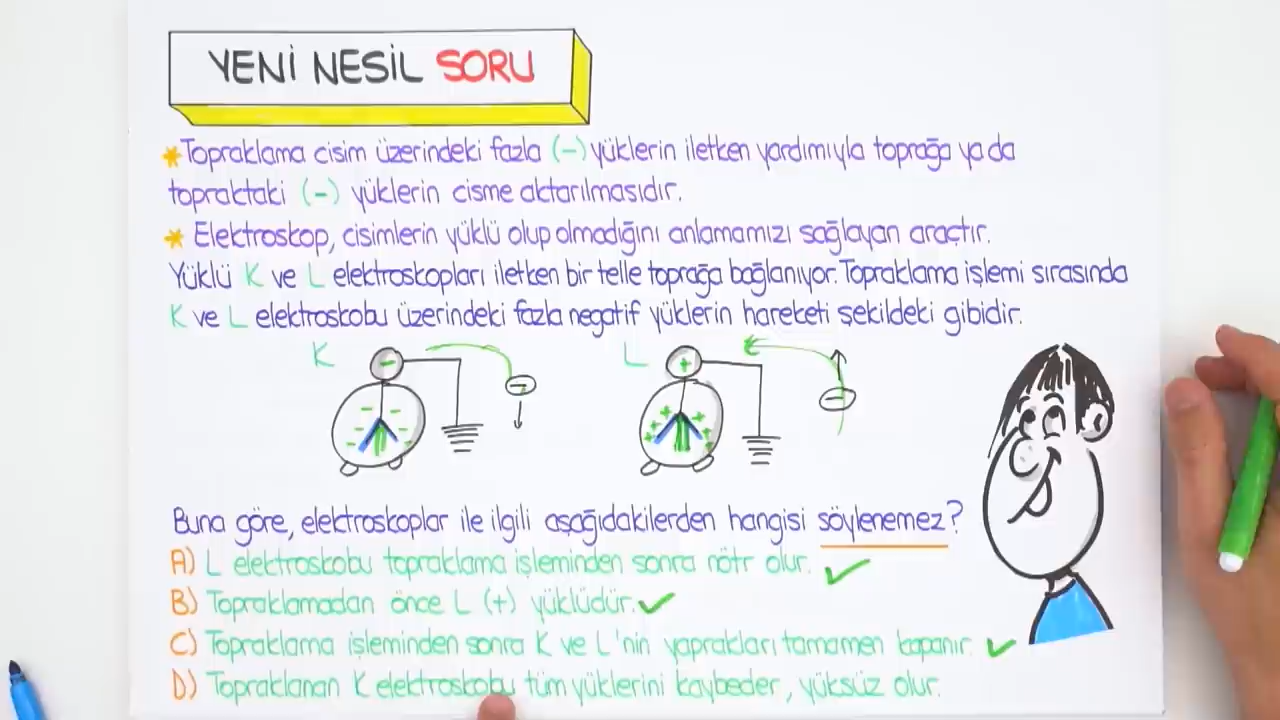 YENİ NESİL SORU
Topraklama cisim üzerindeki fazla (-) yüklerin iletken yardımıyla toprağa ya da
topraktaki (-) yüklerin cisme aktarılmasıdır.
Elektroskop, cisimlerin yüklü olup olmadığını anlamamızı sağlayan araçtır.
Yüklü K ve L elektroskopları iletken bir telle toprağa bağlanıyor. Topraklama işlemi sırasında
K ve L elektroskobu üzerindeki fazla negatif yüklerin hareketi şekildeki gibidir.
K L
Buna göre, elektroskoplar ile ilgili aşağıdakilerden hangisi söylenemez?
A) L elektroskobu topraklama işleminden sonra nötr olur.
B) Topraklamadan önce L (+) yüklüdür.
C) Topraklama işleminden sonra K ve L'nin yaprakları tamamen kapanır.
D) Topraklanan K elektroskobu tüm yüklerini kaybeder, yüksüz olur.